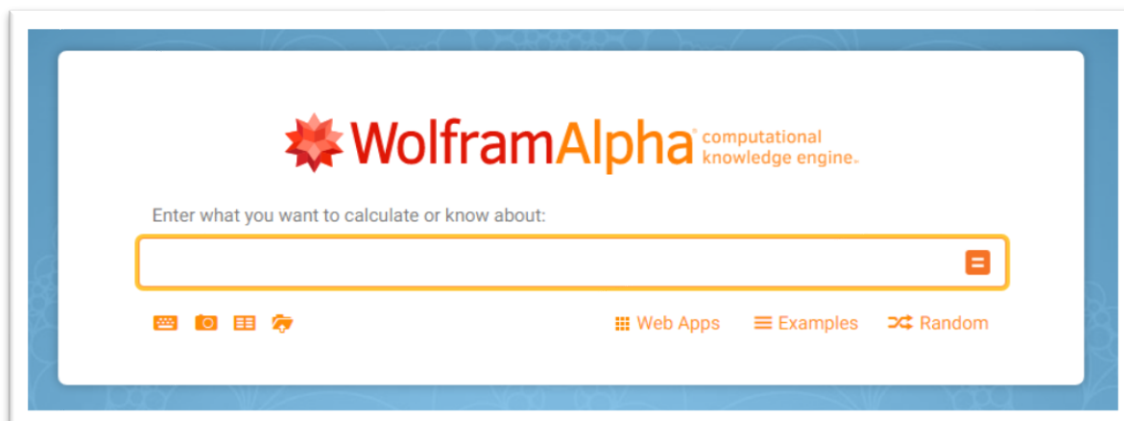 WolframAlpha computational
knowledge engine.
Enter what you want to calculate or know about:
Web Apps Examples Random